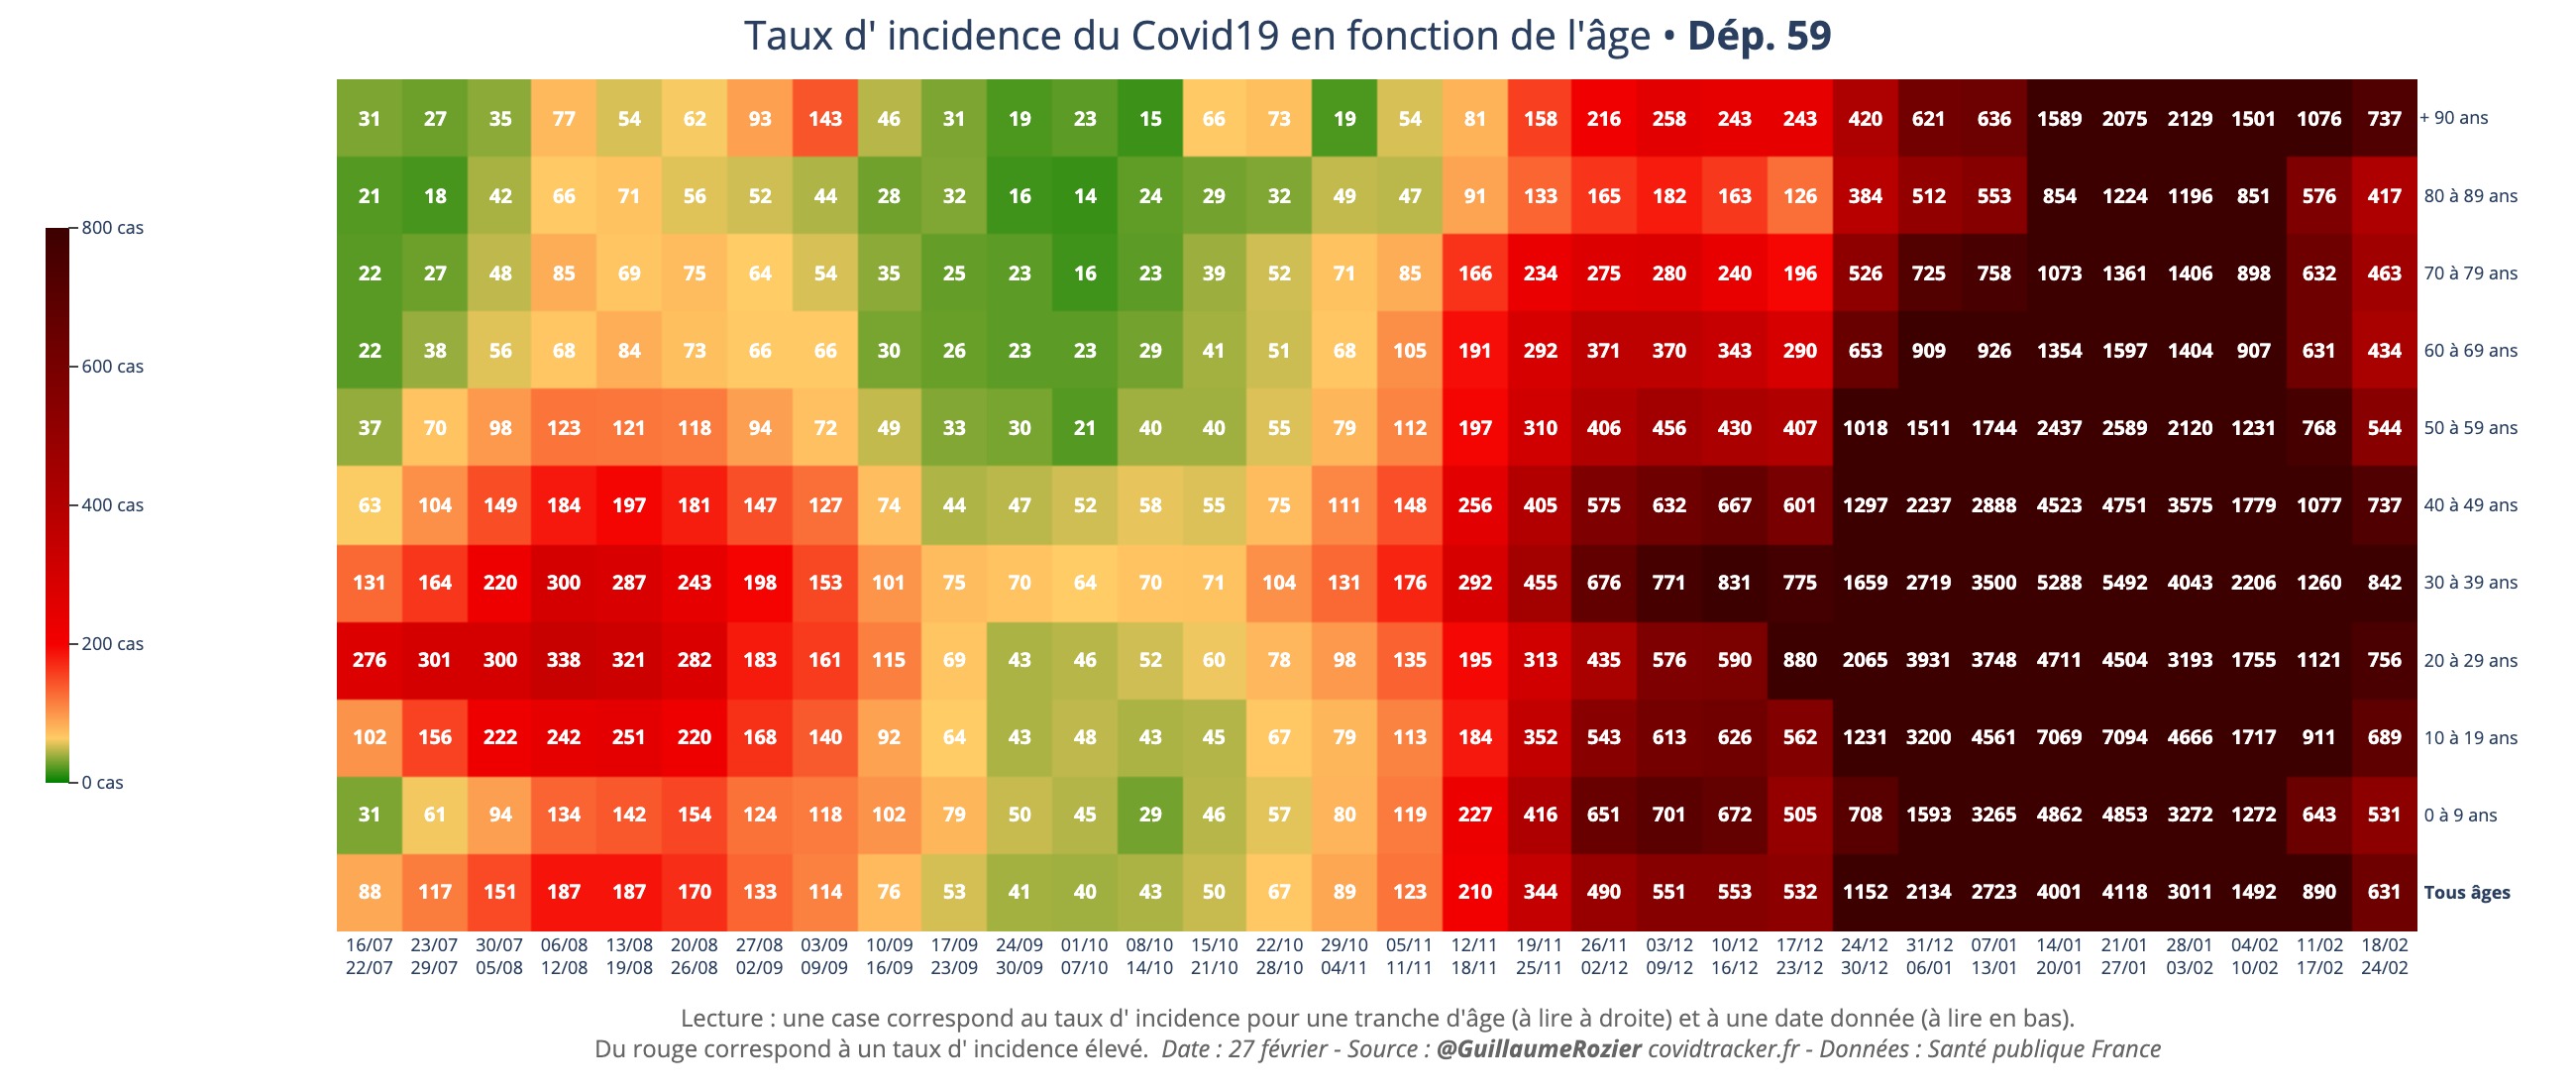 Taux d' incidence du Covid19 en fonction de l'âge • Dép. 59
800 cas
600 cas
400 cas
200 cas
0 cas
31 27 35 77 54 62 93 143 46 31 19 23 15 66 73 19 54 81 158 216 258 243 243 420 621 636 1589 2075 2129 1501 1076 737 + 90 ans
21 18 42 66 71 56 52 44 28 32 16 14 24 29 32 49 47 91 133 165 182 163 126 384 512 553 854 1224 1196 851 576 417 80 à 89 ans
22 27 48 85 69 75 64 54 35 25 23 16 23 39 52 71 85 166 234 275 280 240 196 526 725 758 1073 1361 1406 898 632 463 70 à 79 ans
22 38 56 68 84 73 66 66 30 26 23 23 29 41 51 68 105 191 292 371 370 343 290 653 909 926 1354 1597 1404 907 631 434 60 à 69 ans
37 70 98 123 121 118 94 72 49 33 30 21 40 40 55 79 112 197 310 406 456 430 407 1018 1511 1744 2437 2589 2120 1231 768 544 50 à 59 ans
63 104 149 184 197 181 147 127 74 44 47 52 58 55 75 111 148 256 405 575 632 667 601 1297 2237 2888 4523 4751 3575 1779 1077 737 40 à 49 ans
131 164 220 300 287 243 198 153 101 75 70 64 70 71 104 131 176 292 455 676 771 831 775 1659 2719 3500 5288 5492 4043 2206 1260 842 30 à 39 ans
276 301 300 338 321 282 183 161 115 69 43 46 52 60 78 98 135 195 313 435 576 590 880 2065 3931 3748 4711 4504 3193 1755 1121 756 20 à 29 ans
102 156 222 242 251 220 168 140 92 64 43 48 43 45 67 79 113 184 352 543 613 626 562 1231 3200 4561 7069 7094 4666 1717 911 689 10 à 19 ans
31 61 94 134 142 154 124 118 102 79 50 45 29 46 57 80 119 227 416 651 701 672 505 708 1593 3265 4862 4853 3272 1272 643 531 0 à 9 ans
88 117 151 187 187 170 133 114 76 53 41 40 43 50 67 89 123 210 344 490 551 553 532 1152 2134 2723 4001 4118 3011 1492 890 631 Tous âges
16/07 23/07 30/07 06/08 13/08 20/08 27/08 03/09 10/09 17/09 24/09 01/10 08/10 15/10 22/10 29/10 05/11 12/11 19/11 26/11 03/12 10/12 17/12 24/12 31/12 07/01 14/01 21/01 28/01 04/02 11/02 18/02
22/07 29/07 05/08 12/08 19/08 26/08 02/09 09/09 16/09 23/09 30/09 07/10 14/10 21/10 28/10 04/11 11/11 18/11 25/11 02/12 09/12 16/12 23/12 30/12 06/01 13/01 20/01 27/01 03/02 10/02 17/02 24/02
Lecture : une case correspond au taux d' incidence pour une tranche d'âge (à lire à droite) et à une date donnée (à lire en bas).
Du rouge correspond à un taux d' incidence élevé. Date : 27 février - Source : @GuillaumeRozier covidtracker.fr - Données : Santé publique France